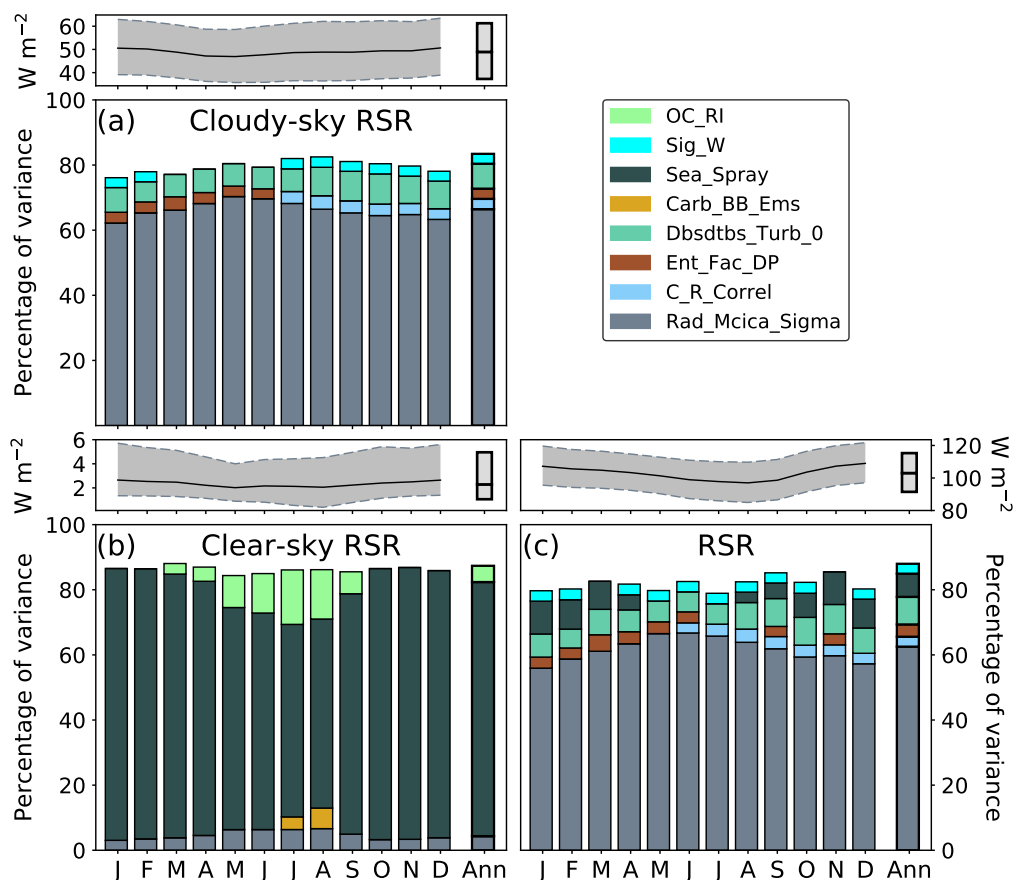 W m−2
60
50
40
Percentage of variance
100
80
60
40
20
(a)
Cloudy-sky RSR
OC_RI
Sig_W
Sea_Spray
Carb_BB_Ems
Dbsdtbs_Turb_0
Ent_Fac_DP
C_R_Correl
Rad_Mcica_Sigma
W m−2
6
4
2
120
100
80
W m−2
Percentage of variance
100
80
60
40
20
0
(b)
Clear-sky RSR
J F M A M J J A S O N D Ann
(c)
RSR
80
60
40
20
0
Percentage of variance
J F M A M J J A S O N D Ann